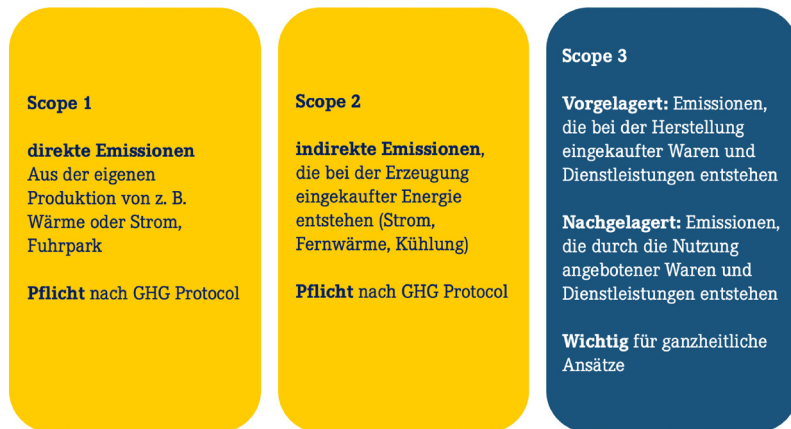 Scope 1
direkte Emissionen
Aus der eigenen
Produktion von z. B.
Wärme oder Strom,
Fuhrpark
Pflicht nach GHG Protocol
Scope 2
indirekte Emissionen,
die bei der Erzeugung
eingekaufter Energie
entstehen (Strom,
Fernwärme, Kühlung)
Pflicht nach GHG Protocol
Scope 3
Vorgelagert: Emissionen,
die bei der Herstellung
eingekaufter Waren und
Dienstleistungen entstehen
Nachgelagert: Emissionen,
die durch die Nutzung
angebotener Waren und
Dienstleistungen entstehen
Wichtig für ganzheitliche
Ansätze